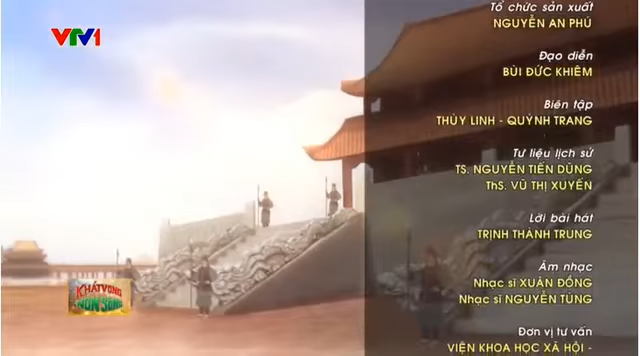 VTV1
Tổ chức sản xuất
NGUYỄN AN PHÚ
Đạo diễn
BÙI ĐỨC KHIÊM
Biên tập
THÙY LINH - QUỲNH TRANG
Tư liệu lịch sử
TS. NGUYỄN TIẾN DŨNG
ThS. VŨ THỊ XUYẾN
Lời bài hát
TRỊNH THÀNH TRUNG
Âm nhạc
Nhạc sĩ XUÂN ĐỒNG
Nhạc sĩ NGUYỄN TÙNG
Đơn vị tư vấn
VIỆN KHOA HỌC XÃ HỘI -
KHÁT VỌNG
NON SÔNG